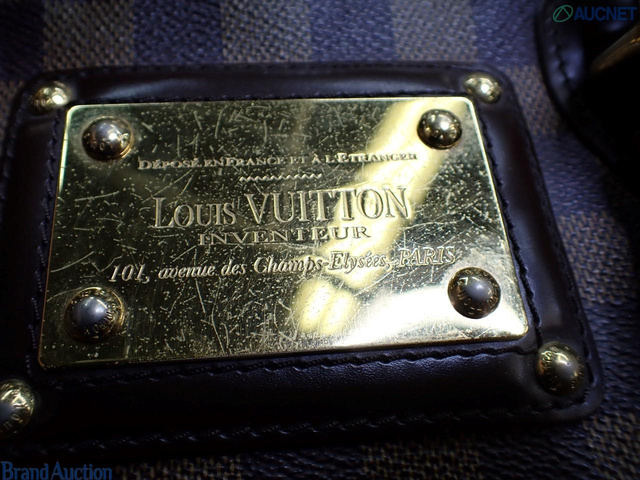 AUCNET
DÉPOSÉ EN FRANCE ET À L'ÉTRANGER
LOUIS VUITTON
INVENTEUR
101, avenue des Champs-Elysées, PARIS
Brand Auction